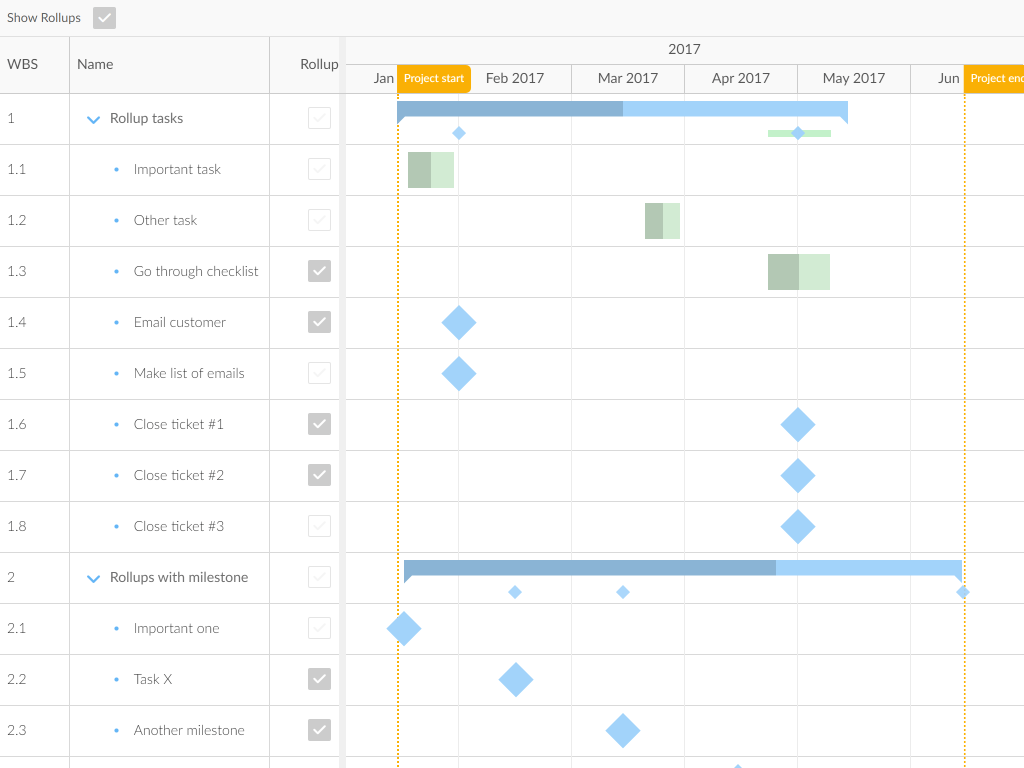 Show Rollups
WBS Name Rollup
2017
Jan Project start Feb 2017 Mar 2017 Apr 2017 May 2017 Jun Project end
1 Rollup tasks
1.1 Important task
1.2 Other task
1.3 Go through checklist
1.4 Email customer
1.5 Make list of emails
1.6 Close ticket #1
1.7 Close ticket #2
1.8 Close ticket #3
2 Rollups with milestone
2.1 Important one
2.2 Task X
2.3 Another milestone